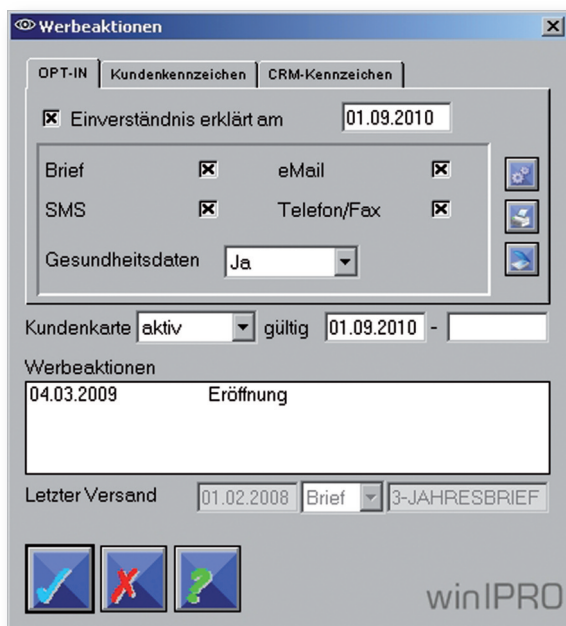 Werbeaktionen
OPT-IN Kundenkennzeichen CRM-Kennzeichen
Einverständnis erklärt am 01.09.2010
Brief eMail
SMS Telefon/Fax
Gesundheitsdaten Ja
Kundenkarte aktiv gültig 01.09.2010 -
Werbeaktionen
04.03.2009 Eröffnung
Letzter Versand 01.02.2008 Brief 3-JAHRESBRIEF
winIPRO